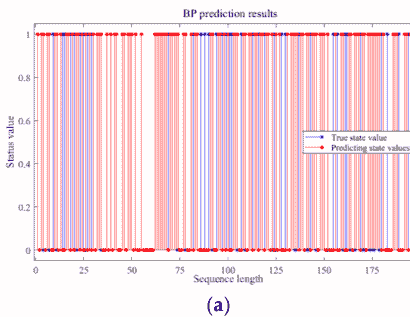 BP prediction results
1
0.8
0.6
0.4
0.2
0
Status value
True state value
Predicting state values
0 25 50 75 100 125 150 175
Sequence length
(a)